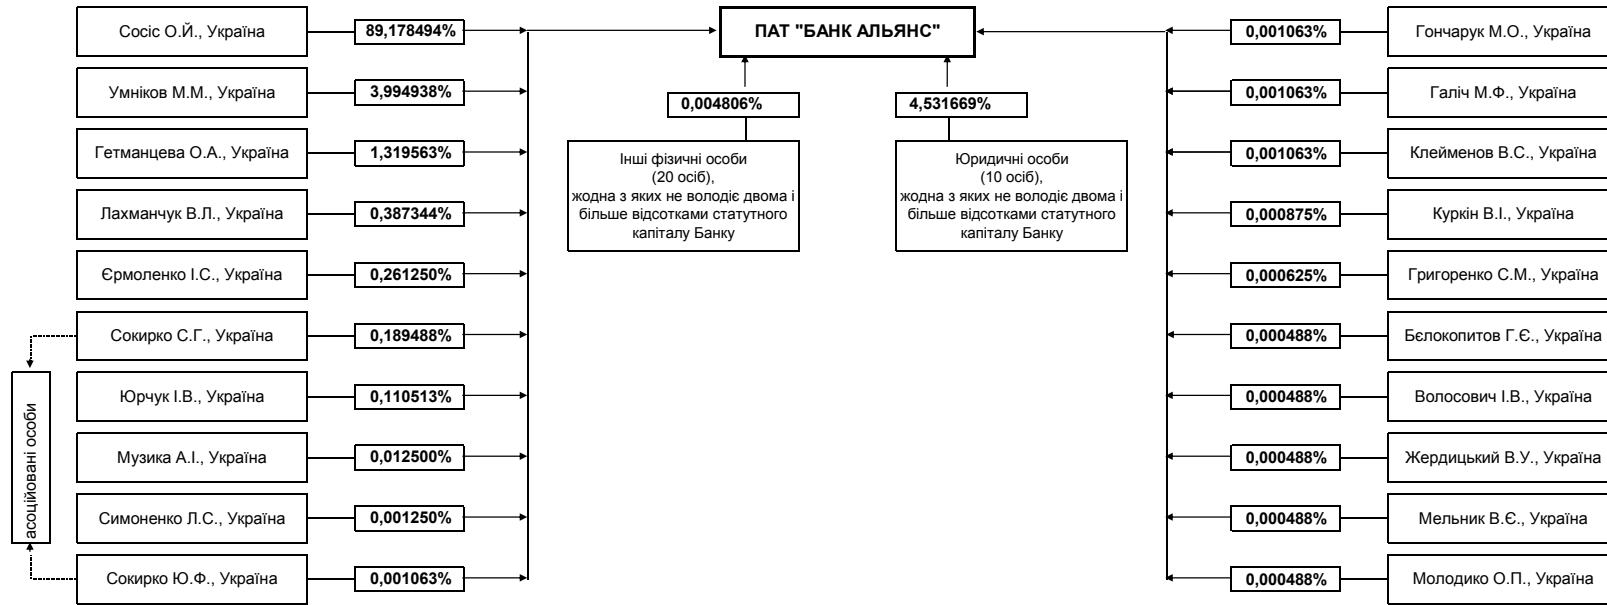 Сосіс О.Й., Україна
89,178494%
ПАТ "БАНК АЛЬЯНС"
0,001063%
Гончарук М.О., Україна
Умніков М.М., Україна
3,994938%
0,004806%
4,531669%
0,001063%
Галіч М.Ф., Україна
Гетманцева О.А., Україна
1,319563%
Інші фізичні особи
(20 осіб),
жодна з яких не володіє двома і
більше відсотками статутного
капіталу Банку
Юридичні особи
(10 осіб),
жодна з яких не володіє двома і
більше відсотками статутного
капіталу Банку
0,001063%
Клейменов В.С., Україна
Лахманчук В.Л., Україна
0,387344%
0,000875%
Куркін В.І., Україна
Єрмоленко І.С., Україна
0,261250%
0,000625%
Григоренко С.М., Україна
Сокирко С.Г., Україна
0,189488%
0,000488%
Бєлокопитов Г.Є., Україна
асоційовані особи
Юрчук І.В., Україна
0,110513%
0,000488%
Волосович І.В., Україна
Музика А.І., Україна
0,012500%
0,000488%
Жердицький В.У., Україна
Симоненко Л.С., Україна
0,001250%
0,000488%
Мельник В.Є., Україна
Сокирко Ю.Ф., Україна
0,001063%
0,000488%
Молодико О.П., Україна